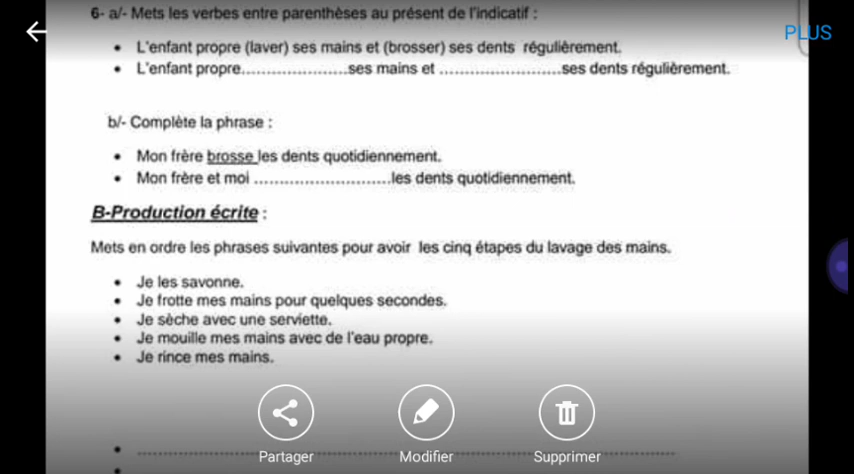 6- a/- Mets les verbes entre parenthèses au présent de l'indicatif :
PLUS
• L'enfant propre (laver) ses mains et (brosser) ses dents régulièrement.
• L'enfant propre.....................ses mains et ........................ses dents régulièrement.
b/- Complète la phrase :
• Mon frère brosse les dents quotidiennement.
• Mon frère et moi ...........................les dents quotidiennement.
B-Production écrite :
Mets en ordre les phrases suivantes pour avoir les cinq étapes du lavage des mains.
• Je les savonne.
• Je frotte mes mains pour quelques secondes.
• Je sèche avec une serviette.
• Je mouille mes mains avec de l'eau propre.
• Je rince mes mains.
Partager Modifier Supprimer